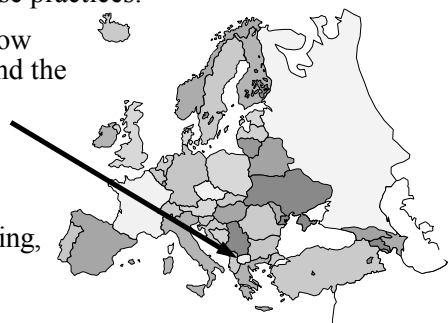 se practices.
ow
nd the
ing,